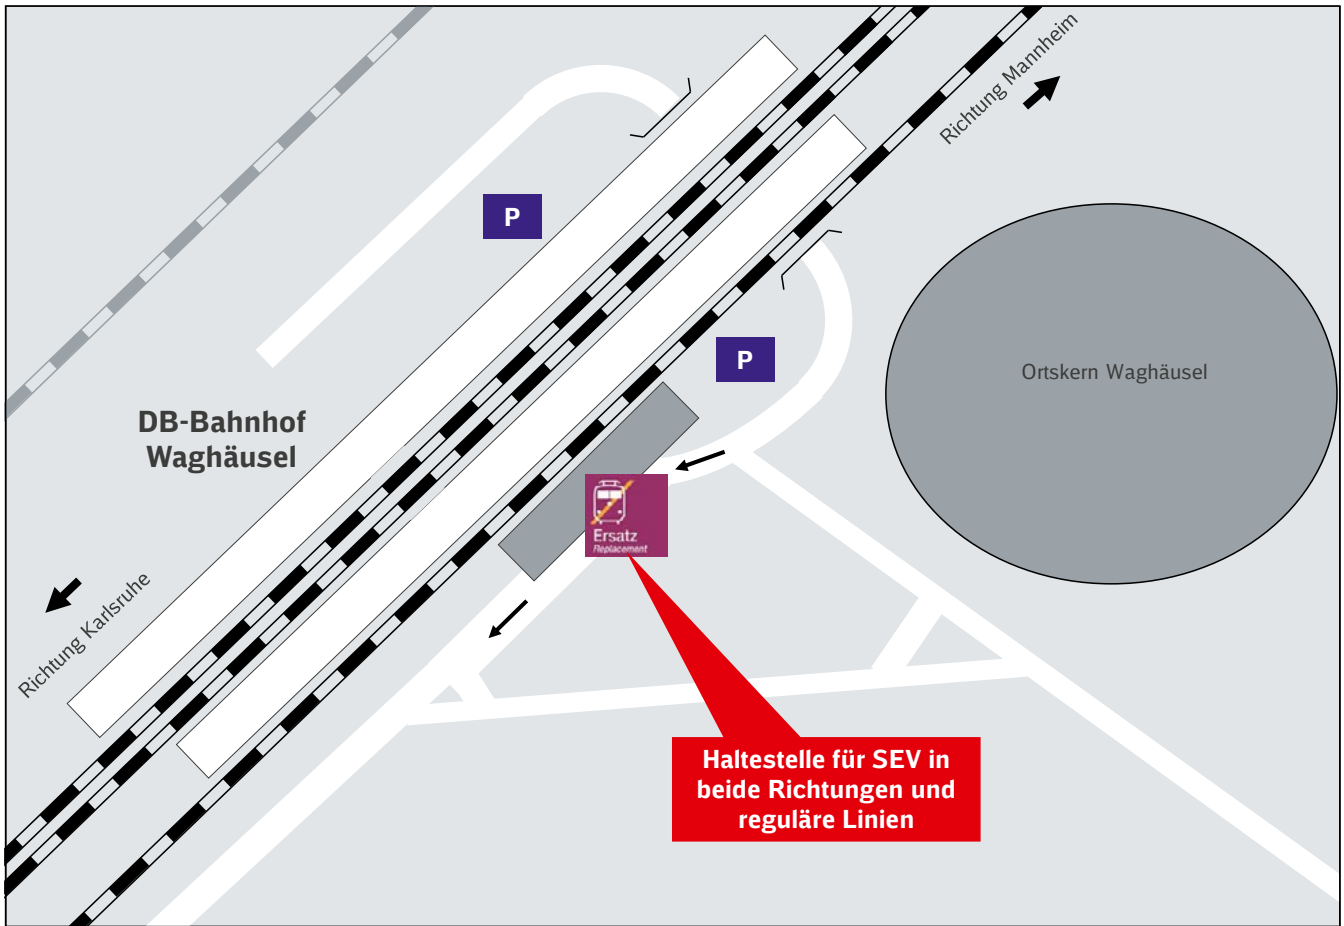 Richtung Mannheim
P
P
Ortskern Waghäusel
DB-Bahnhof
Waghäusel
Ersatz
Replacement
Richtung Karlsruhe
Haltestelle für SEV in
beide Richtungen und
reguläre Linien